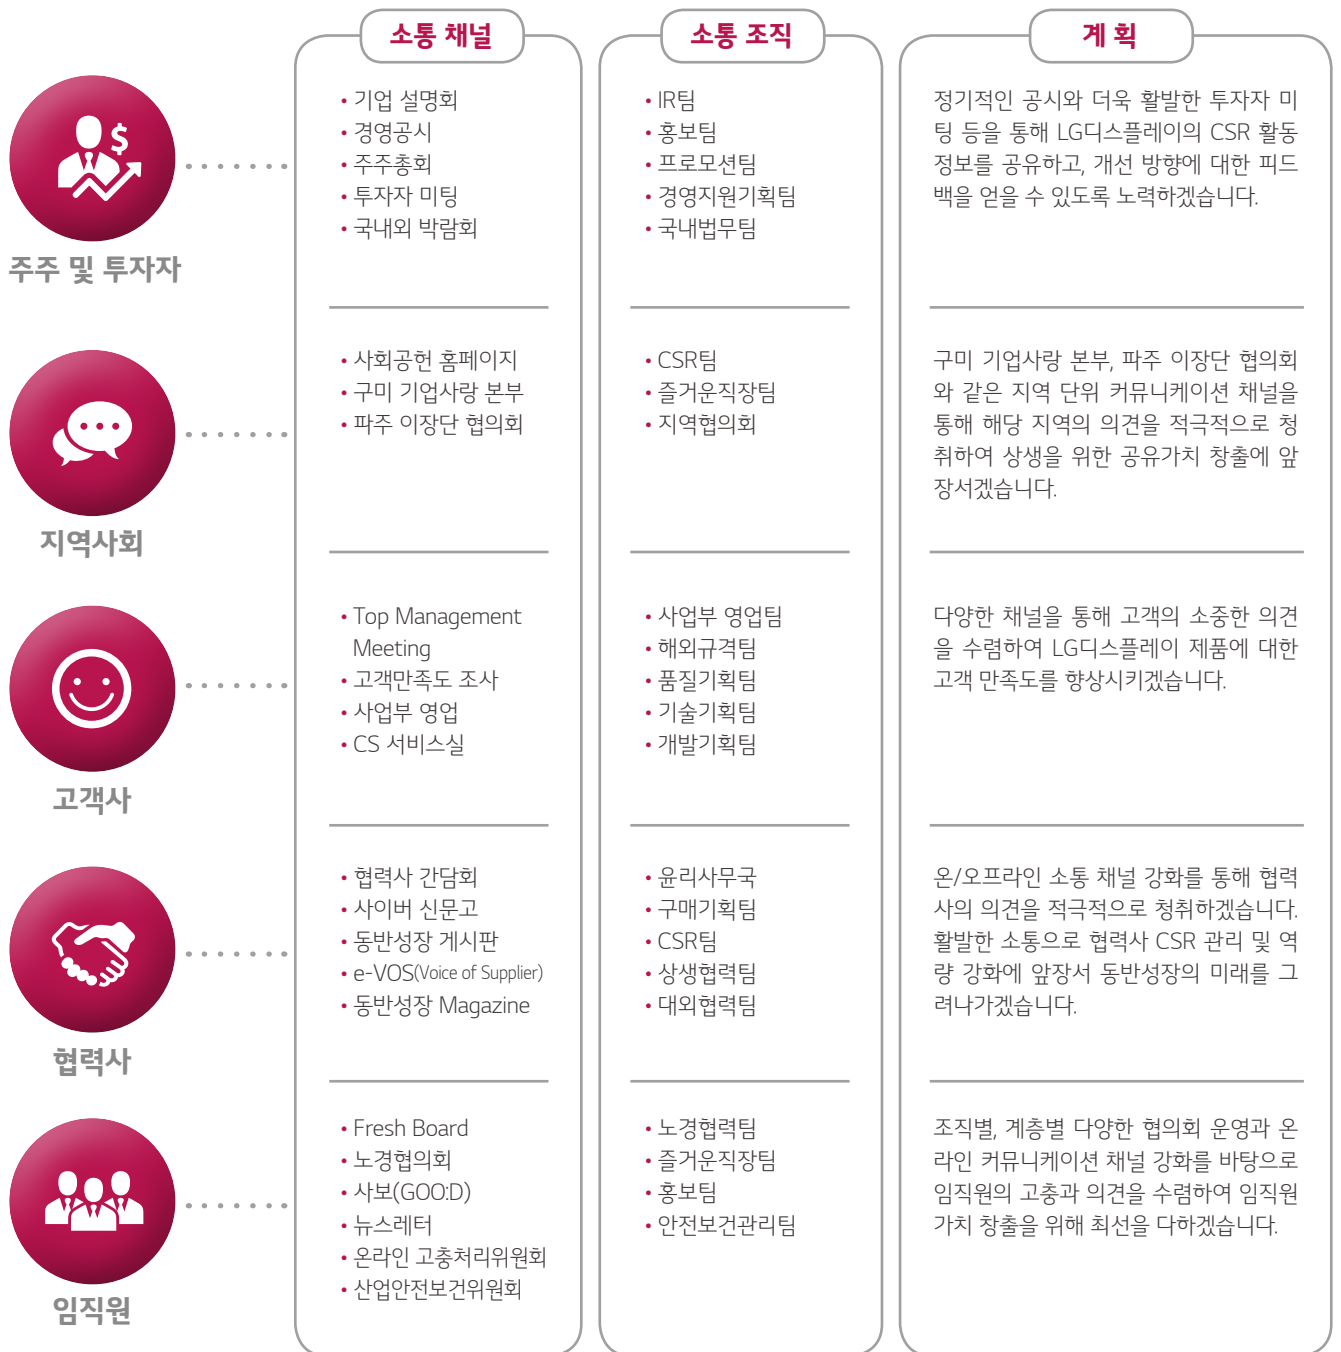 소통 채널
소통 조직
계 획
$
주주 및 투자자
• 기업 설명회
• 경영공시
• 주주총회
• 투자자 미팅
• 국내외 박람회
• IR팀
• 홍보팀
• 프로모션팀
• 경영지원기획팀
• 국내법무팀
정기적인 공시와 더욱 활발한 투자자 미
팅 등을 통해 LG디스플레이의 CSR 활동
정보를 공유하고, 개선 방향에 대한 피드
백을 얻을 수 있도록 노력하겠습니다.
지역사회
• 사회공헌 홈페이지
• 구미 기업사랑 본부
• 파주 이장단 협의회
• CSR팀
• 즐거운직장팀
• 지역협의회
구미 기업사랑 본부, 파주 이장단 협의회
와 같은 지역 단위 커뮤니케이션 채널을
통해 해당 지역의 의견을 적극적으로 청
취하여 상생을 위한 공유가치 창출에 앞
장서겠습니다.
고객사
• Top Management
Meeting
• 고객만족도 조사
• 사업부 영업
• CS 서비스실
• 사업부 영업팀
• 해외규격팀
• 품질기획팀
• 기술기획팀
• 개발기획팀
다양한 채널을 통해 고객의 소중한 의견
을 수렴하여 LG디스플레이 제품에 대한
고객 만족도를 향상시키겠습니다.
협력사
• 협력사 간담회
• 사이버 신문고
• 동반성장 게시판
• e-VOS(Voice of Supplier)
• 동반성장 Magazine
• 윤리사무국
• 구매기획팀
• CSR팀
• 상생협력팀
• 대외협력팀
온/오프라인 소통 채널 강화를 통해 협력
사의 의견을 적극적으로 청취하겠습니다.
활발한 소통으로 협력사 CSR 관리 및 역
량 강화에 앞장서 동반성장의 미래를 그
려나가겠습니다.
임직원
• Fresh Board
• 노경협의회
• 사보(GOO:D)
• 뉴스레터
• 온라인 고충처리위원회
• 산업안전보건위원회
• 노경협력팀
• 즐거운직장팀
• 홍보팀
• 안전보건관리팀
조직별, 계층별 다양한 협의회 운영과 온
라인 커뮤니케이션 채널 강화를 바탕으로
임직원의 고충과 의견을 수렴하여 임직원
가치 창출을 위해 최선을 다하겠습니다.